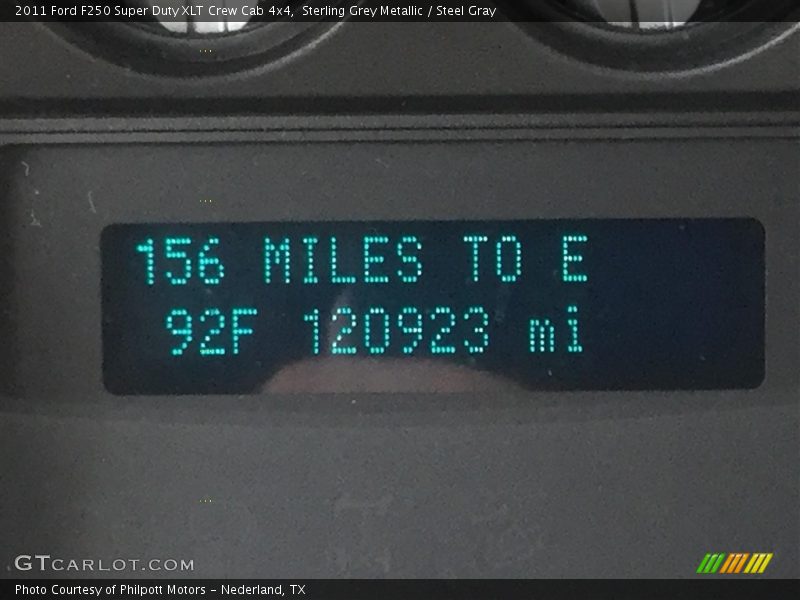 2011 Ford F250 Super Duty XLT Crew Cab 4x4, Sterling Grey Metallic / Steel Gray
156 MILES TO E
92F 120923 mi
GTCARLOT.COM
Photo Courtesy of Philpott Motors - Nederland, TX